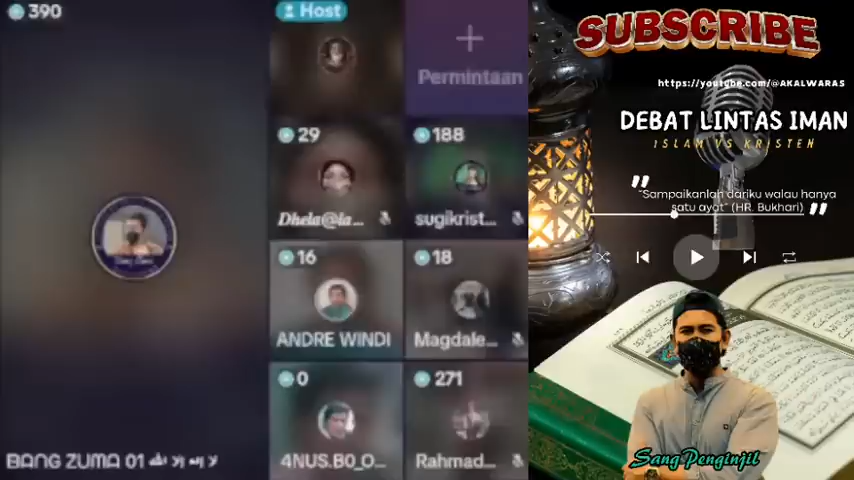 390
Host
Permintaan
29
188
Dhela@la...
sugikrist...
16
18
ANDRE WINDI
Magdale...
0
271
4NUS.B0_O...
Rahmad...
BANG ZUMA 01
SUBSCRIBE
https://youtube.com/@AKALWARAS
DEBAT LINTAS IMAN
ISLAM VS KRISTEN
"Sampaikanlah dariku walau hanya
satu ayat" (HR. Bukhari)
Sang Penginjil